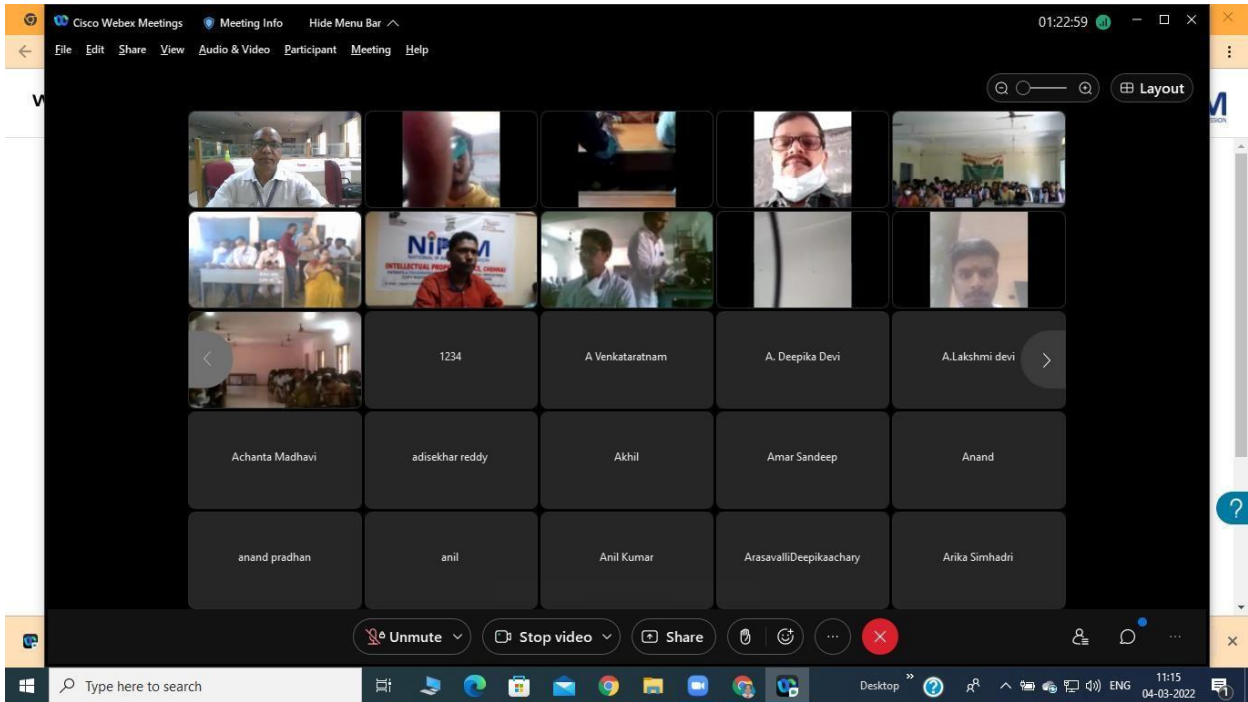 Cisco Webex Meetings Meeting Info Hide Menu Bar 01:22:59
File Edit Share View Audio & Video Participant Meeting Help
Layout
INTELLECTUAL PROPERTY
CHENNAI
1234 A Venkataratnam A. Deepika Devi A.Lakshmi devi
Achanta Madhavi adisekhar reddy Akhil Amar Sandeep Anand
anand pradhan anil Anil Kumar ArasavalliDeepikaachary Arika Simhadri
Unmute Stop video Share
Type here to search Desktop ENG 11:15
04-03-2022